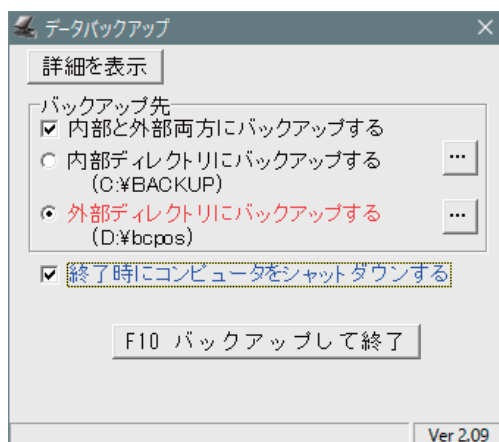 データバックアップ
詳細を表示
バックアップ先
内部と外部両方にバックアップする
内部ディレクトリにバックアップする
(C:¥BACKUP)
...
外部ディレクトリにバックアップする
(D:¥bcpos)
...
終了時にコンピュータをシャットダウンする
F10 バックアップして終了
Ver 2.09